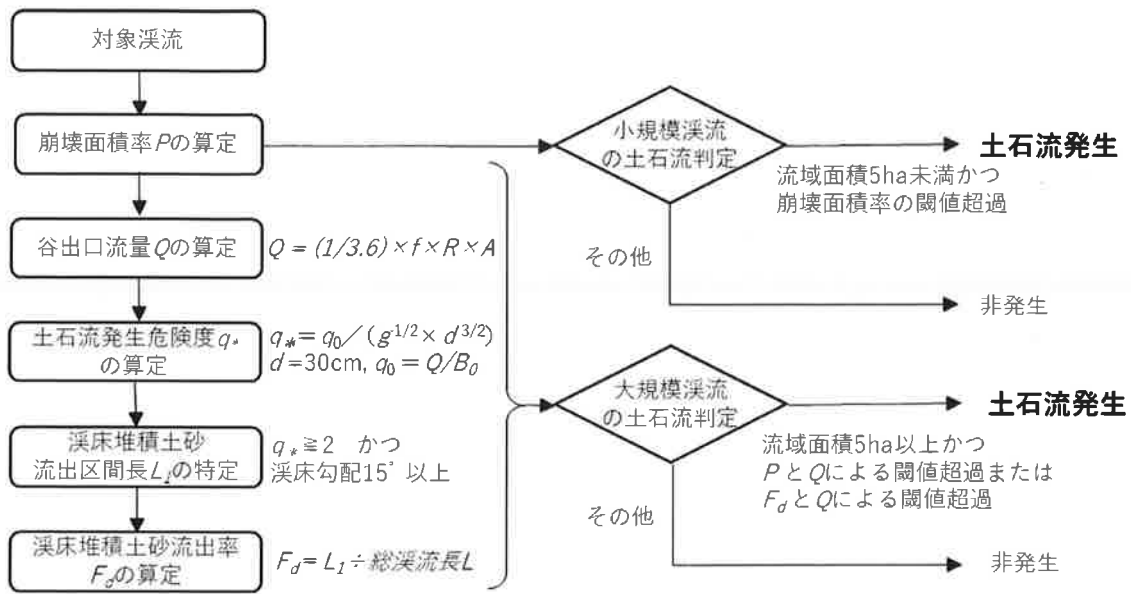 対象渓流
崩壊面積率Pの算定
谷出口流量Qの算定
Q = (1/3.6)×f×R×A
土石流発生危険度q*
の算定
q*= q0/(g-1/2× d3/2)
d =30cm, q0 = Q/B0
渓床堆積土砂
流出区間長L1の特定
q*≧2 かつ
渓床勾配15°以上
渓床堆積土砂流出率
Fdの算定
Fd= L1÷総渓流長L
小規模渓流
の土石流判定
土石流発生
流域面積5ha未満かつ
崩壊面積率の閾値超過
その他
非発生
大規模渓流
の土石流判定
土石流発生
流域面積5ha以上かつ
PとQによる閾値超過または
FdとQによる閾値超過
その他
非発生